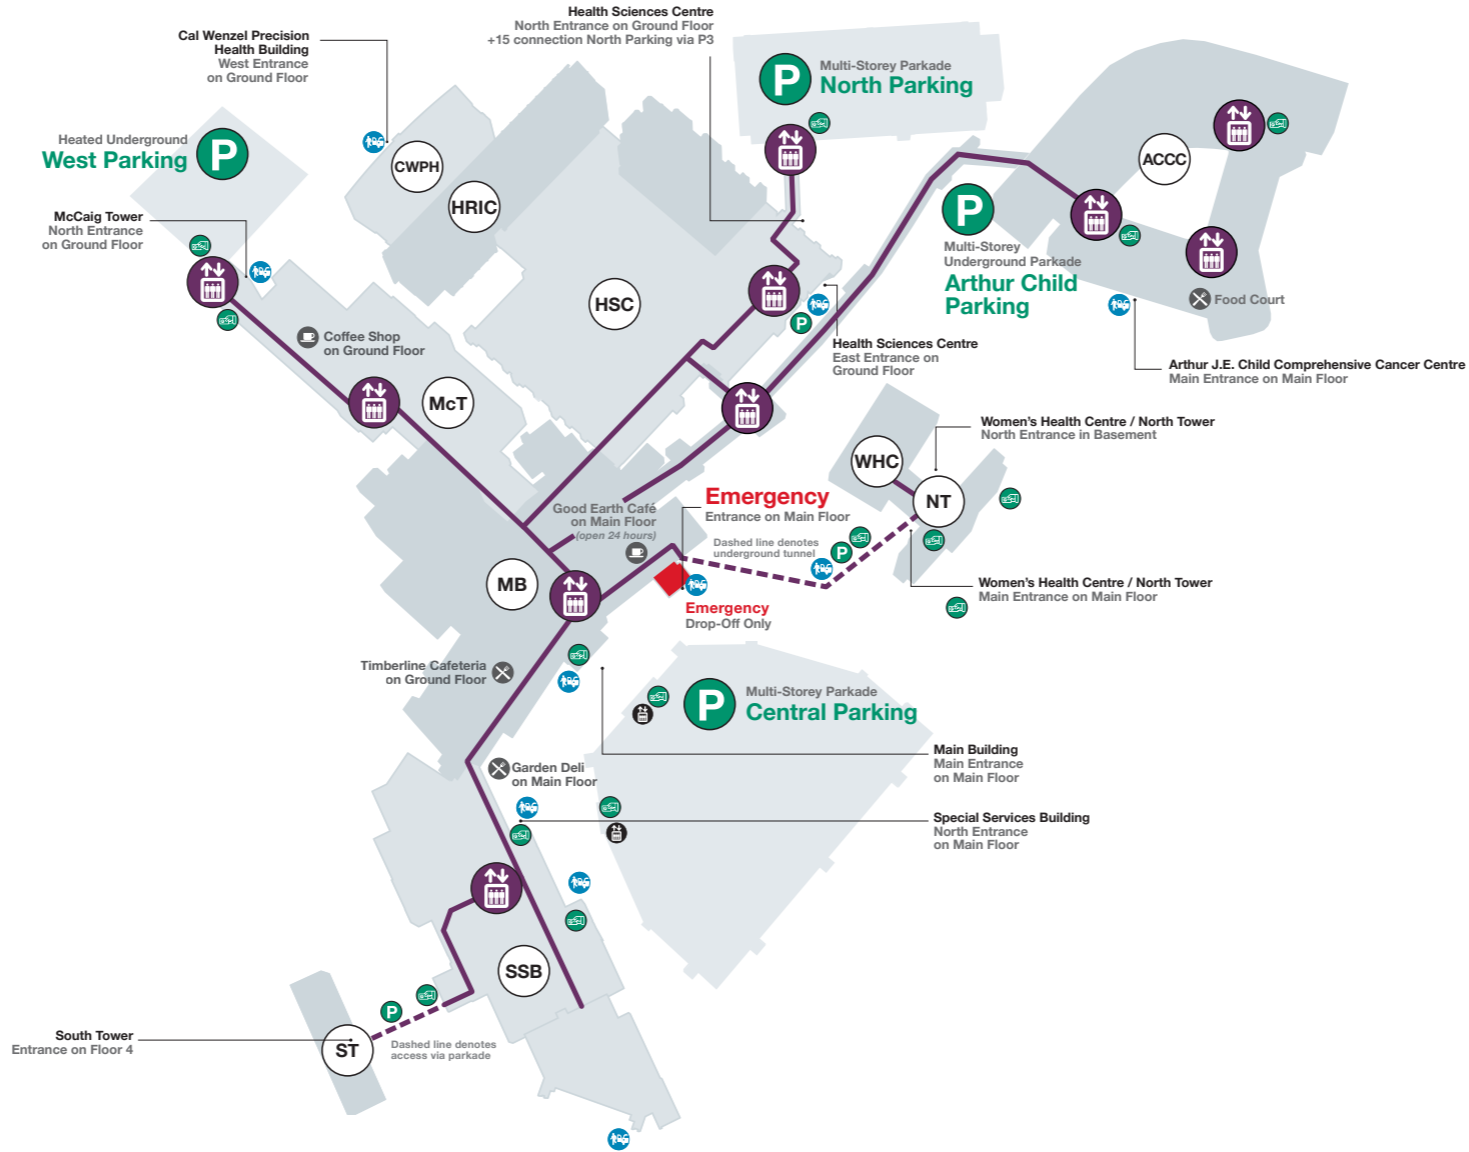 Health Sciences Centre
North Entrance on Ground Floor
+15 connection North Parking via P3
Cal Wenzel Precision
Health Building
West Entrance
on Ground Floor
P
Multi-Storey Parkade
North Parking
Heated Underground
West Parking
P
CWPH
HRIC
ACCC
McCaig Tower
North Entrance
on Ground Floor
P
Multi-Storey
Underground Parkade
Arthur Child
Parking
HSC
P
Food Court
Coffee Shop
on Ground Floor
Health Sciences Centre
East Entrance on
Ground Floor
Arthur J.E. Child Comprehensive Cancer Centre
Main Entrance on Main Floor
McT
Women's Health Centre / North Tower
North Entrance in Basement
WHC
NT
Emergency
Entrance on Main Floor
Good Earth Café
on Main Floor
(open 24 hours)
Dashed line denotes
underground tunnel
P
MB
Women's Health Centre / North Tower
Main Entrance on Main Floor
Emergency
Drop-Off Only
Timberline Cafeteria
on Ground Floor
P
Multi-Storey Parkade
Central Parking
Main Building
Main Entrance
on Main Floor
Garden Deli
on Main Floor
Special Services Building
North Entrance
on Main Floor
SSB
P
South Tower
Entrance on Floor 4
ST
Dashed line denotes
access via parkade